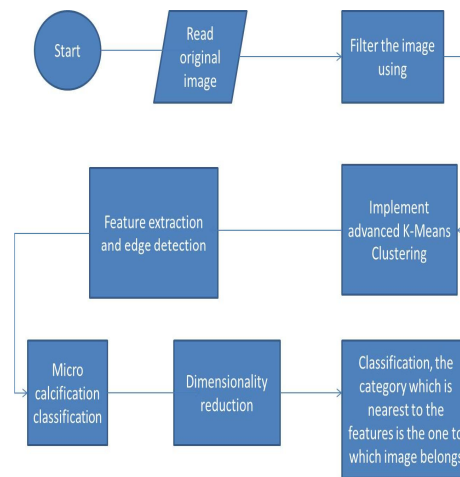 Start
Read
original
image
Filter the image
using
Feature extraction
and edge detection
Implement
advanced K-Means
Clustering
Micro
calcification
classification
Dimensionality
reduction
Classification, the
category which is
nearest to the
features is the one to
which image belongs